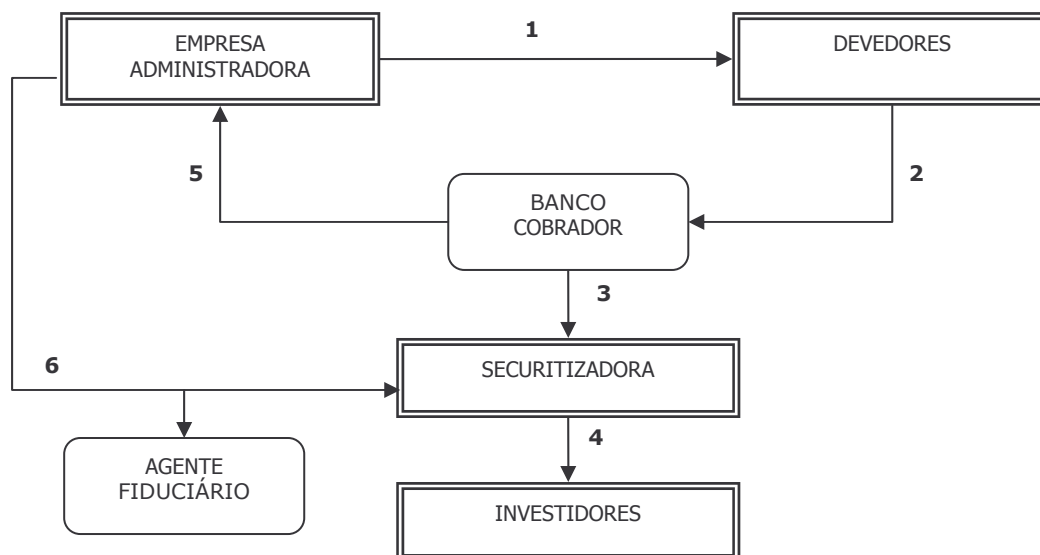 EMPRESA
ADMINISTRADORA
1
DEVEDORES
5
2
BANCO
COBRADOR
3
SECURITIZADORA
6
4
AGENTE
FIDUCIÁRIO
INVESTIDORES